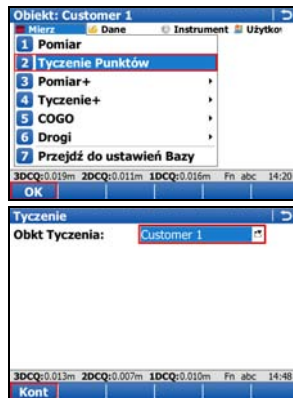 Obiekt: Customer 1
Mierz Dane Instrument Użytkow
1 Pomiar
2 Tyczenie Punktów
3 Pomiar+
4 Tyczenie+
5 COGO
6 Drogi
7 Przejdź do ustawień Bazy
3DCQ:0.019m 2DCQ:0.011m 1DCQ:0.016m Fn abc 14:20
OK
Tyczenie
Obkt Tyczenia: Customer 1
3DCQ:0.013m 2DCQ:0.007m 1DCQ:0.010m Fn abc 14:48
Kont